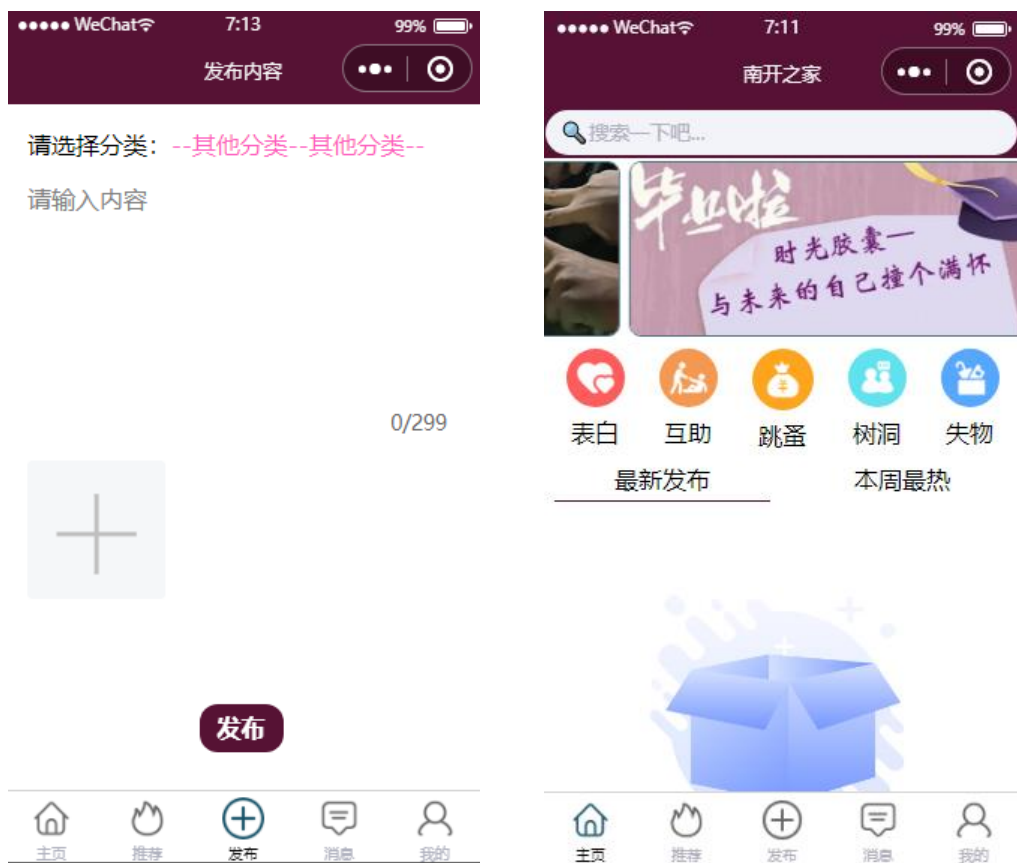 WeChat 7:13 99%
发布内容
请选择分类：--其他分类--其他分类--
请输入内容
0/299
发布
主页 推荐 发布 消息 我的
WeChat 7:11 99%
南开之家
搜索一下吧...
毕业啦
时光胶囊一
与未来的自己撞个满怀
表白 互助 跳蚤 树洞 失物
最新发布 本周最热
主页 推荐 发布 消息 我的